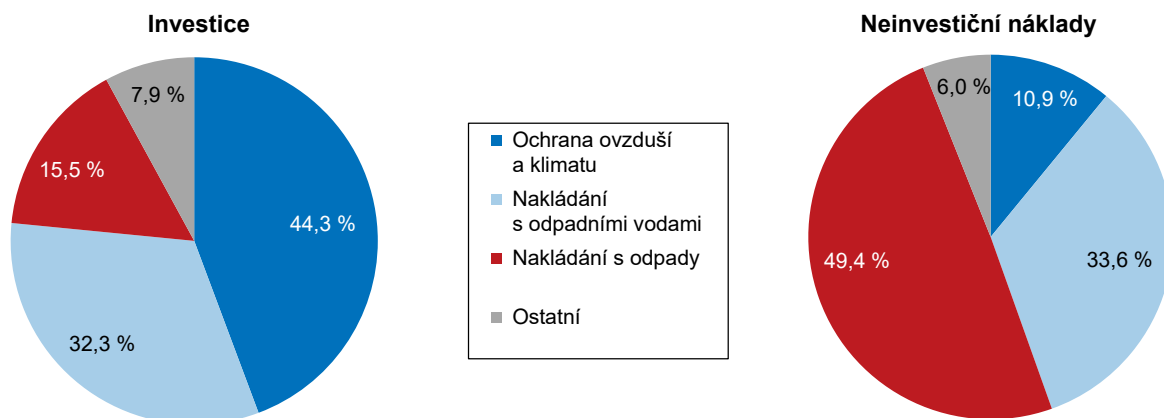 Investice
7,9 %
15,5 %
44,3 %
32,3 %
Ochrana ovzduší
a klimatu
Nakládání
s odpadními vodami
Nakládání s odpady
Ostatní
Neinvestiční náklady
6,0 %
10,9 %
49,4 %
33,6 %